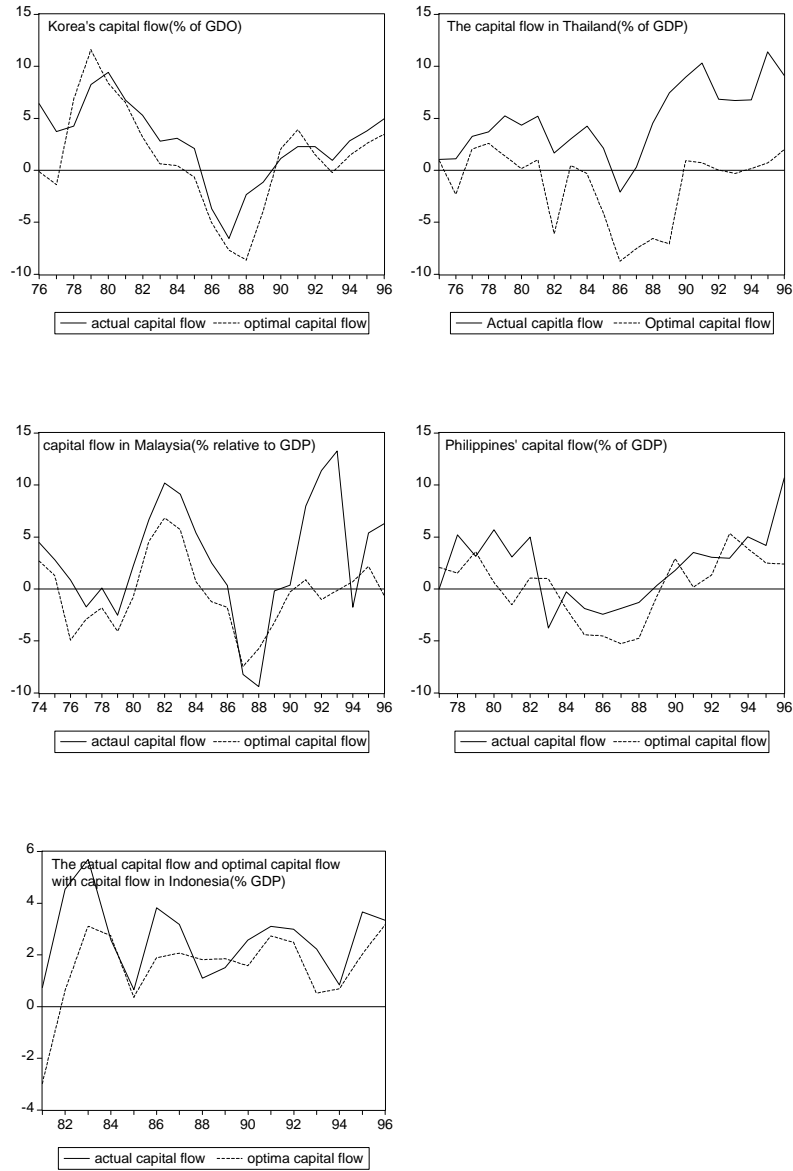 Korea's capital flow(% of GDO)
15
10
5
0
-5
-10
76 78 80 82 84 86 88 90 92 94 96
actual capital flow optimal capital flow
The capital flow in Thailand(% of GDP)
15
10
5
0
-5
-10
76 78 80 82 84 86 88 90 92 94 96
Actual capitla flow Optimal capital flow
capital flow in Malaysia(% relative to GDP)
15
10
5
0
-5
-10
74 76 78 80 82 84 86 88 90 92 94 96
actaul capital flow optimal capital flow
Philippines' capital flow(% of GDP)
15
10
5
0
-5
-10
78 80 82 84 86 88 90 92 94 96
actual capital flow optimal capital flow
The catual capital flow and optimal capital flow
with capital flow in Indonesia(% GDP)
6
4
2
0
-2
-4
82 84 86 88 90 92 94 96
actual capital flow optima capital flow